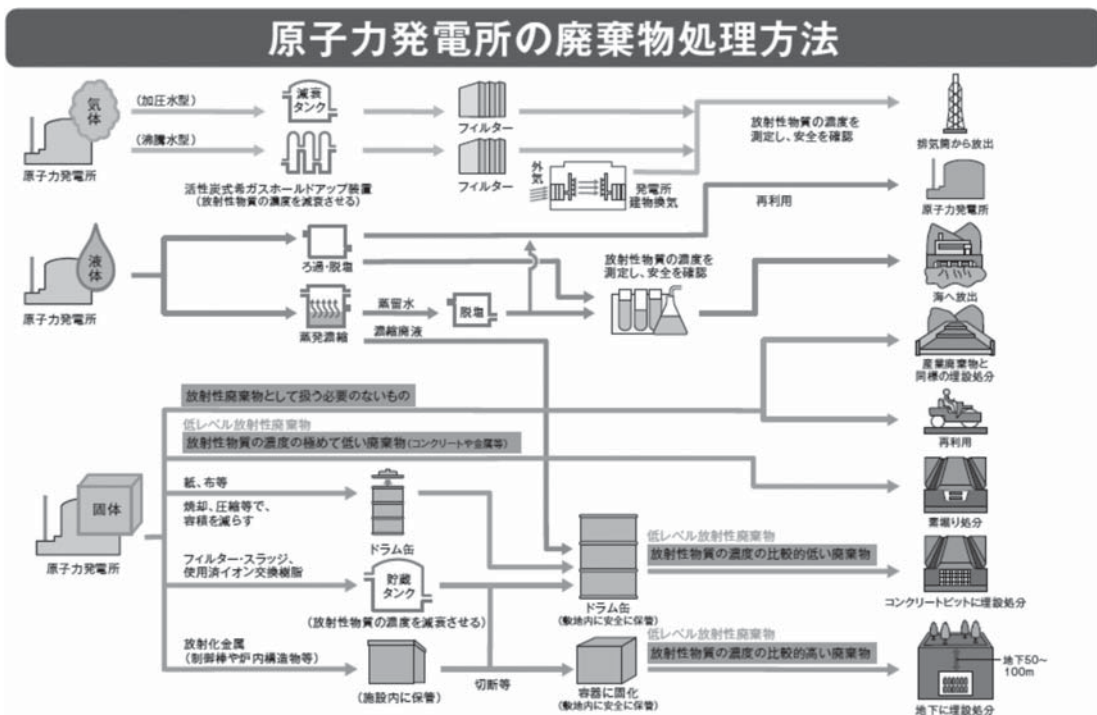 原子力発電所の廃棄物処理方法
気体
原子力発電所
(加圧水型)
減衰
タンク
フィルター
(沸騰水型)
活性炭式希ガスホールドアップ装置
(放射性物質の濃度を減衰させる)
フィルター
外気
発電所
建物換気
放射性物質の濃度を
測定し、安全を確認
排気筒から放出
再利用
原子力発電所
液体
原子力発電所
ろ過・脱塩
蒸発濃縮
蒸留水
脱塩
濃縮廃液
放射性物質の濃度を
測定し、安全を確認
海へ放出
産業廃棄物と
同様の埋設処分
放射性廃棄物として扱う必要のないもの
再利用
低レベル放射性廃棄物
放射性物質の濃度の極めて低い廃棄物(コンクリートや金属等)
素堀り処分
固体
原子力発電所
紙、布等
焼却、圧縮等で、
容積を減らす
ドラム缶
フィルター・スラッジ、
使用済イオン交換樹脂
貯蔵
タンク
(放射性物質の濃度を減衰させる)
ドラム缶
(敷地内に安全に保管)
低レベル放射性廃棄物
放射性物質の濃度の比較的低い廃棄物
コンクリートピットに埋設処分
放射化金属
(制御棒や炉内構造物等)
(施設内に保管)
切断等
容器に固化
(敷地内に安全に保管)
低レベル放射性廃棄物
放射性物質の濃度の比較的高い廃棄物
地下50~
100m
地下に埋設処分